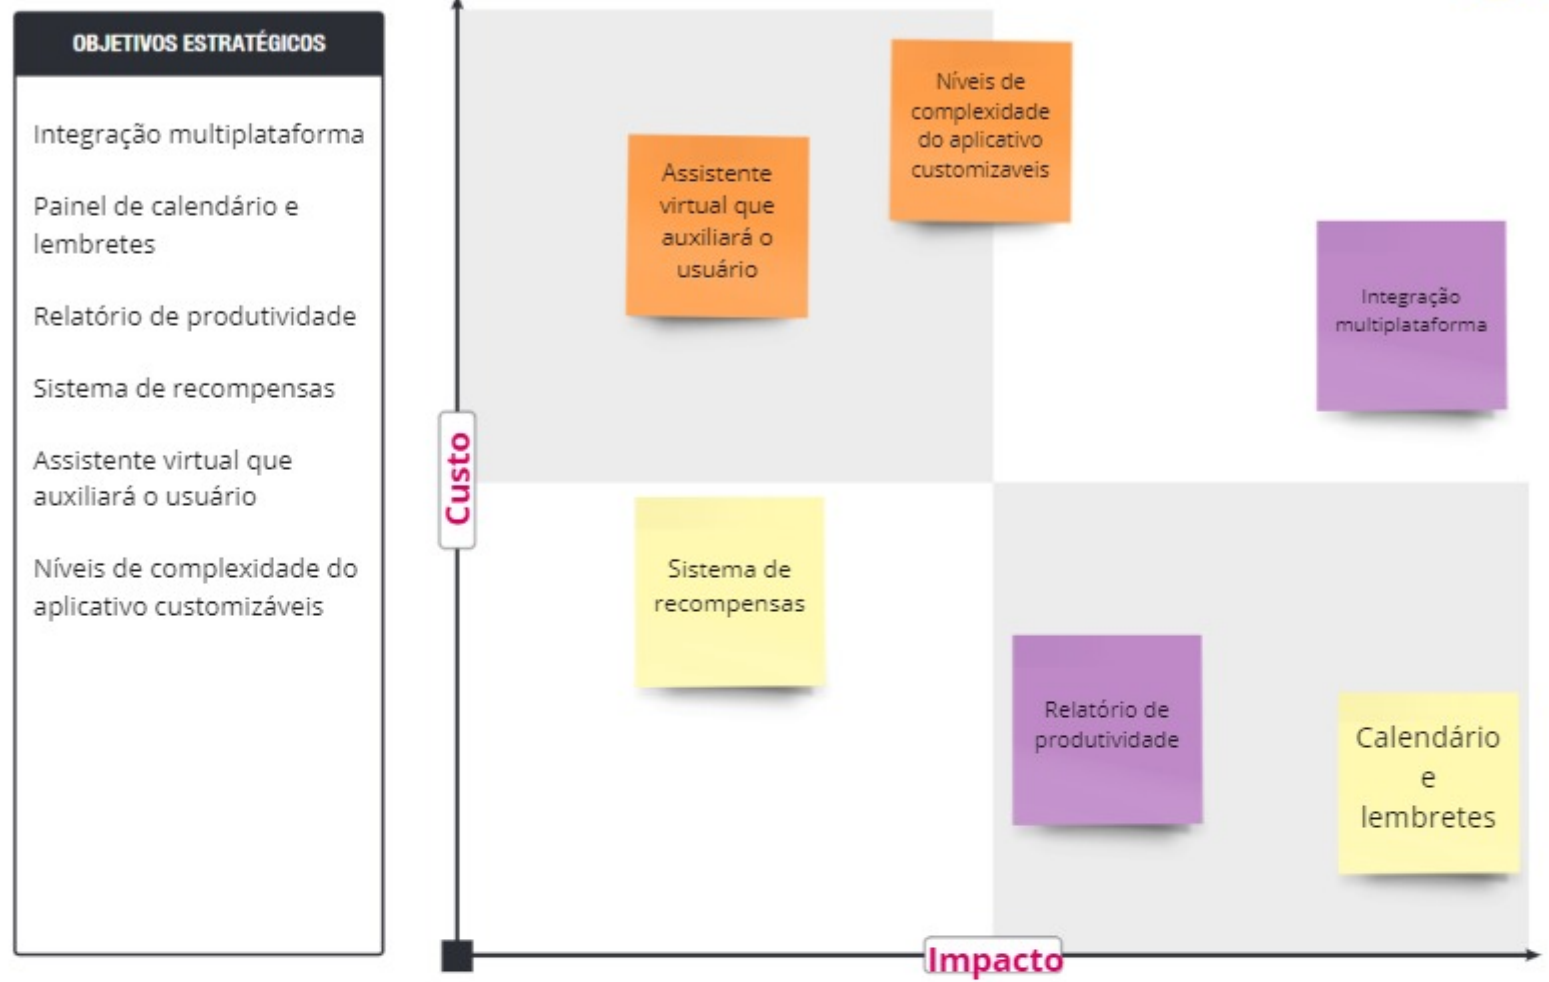 OBJETIVOS ESTRATÉGICOS
Integração multiplataforma
Painel de calendário e
lembretes
Relatório de produtividade
Sistema de recompensas
Assistente virtual que
auxiliará o usuário
Níveis de complexidade do
aplicativo customizáveis
Custo
Níveis de
complexidade
do aplicativo
customizaveis
Assistente
virtual que
auxiliará o
usuário
Integração
multiplataforma
Sistema de
recompensas
Relatório de
produtividade
Calendário
e
lembretes
Impacto